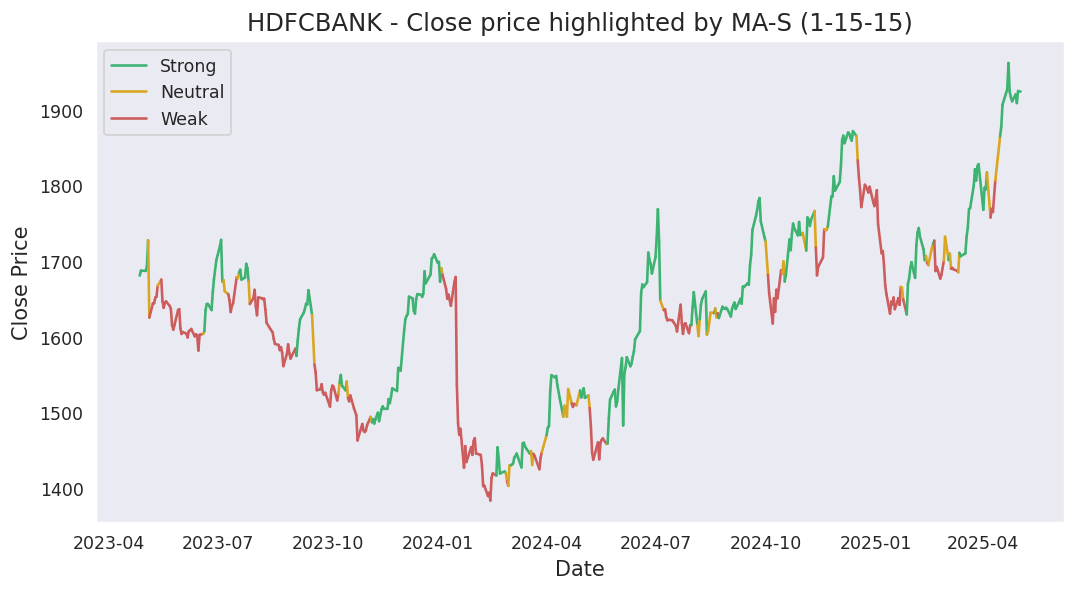 HDFCBANK - Close price highlighted by MA-S (1-15-15)
Strong
Neutral
Weak
Close Price
1900
1800
1700
1600
1500
1400
2023-04 2023-07 2023-10 2024-01 2024-04 2024-07 2024-10 2025-01 2025-04
Date